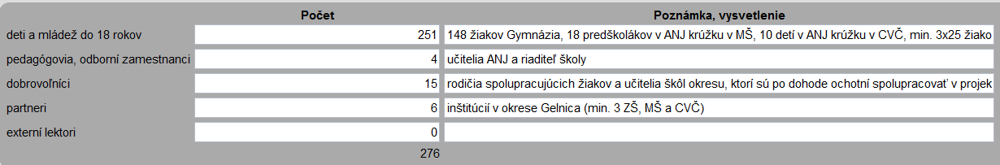 Počet Poznámka, vysvetlenie
deti a mládež do 18 rokov 251 148 žiakov Gymnázia, 18 predškolákov v ANJ krúžku v MŠ, 10 detí v ANJ krúžku v CVČ, min. 3x25 žiako
pedagógovia, odborní zamestnanci 4 učitelia ANJ a riaditeľ školy
dobrovoľníci 15 rodičia spolupracujúcich žiakov a učitelia škôl okresu, ktorí sú po dohode ochotní spolupracovať v projek
partneri 6 inštitúcií v okrese Gelnica (min. 3 ZŠ, MŠ a CVČ)
externí lektori 0
276